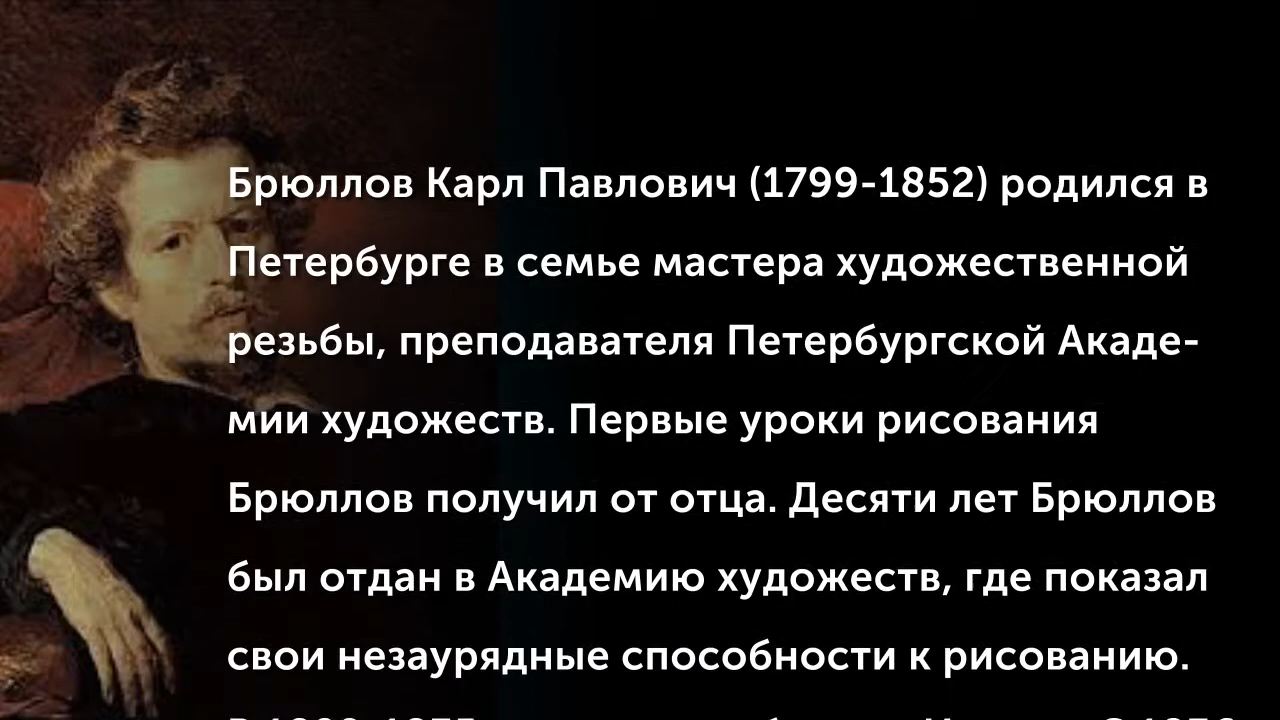 Брюллов Карл Павлович (1799-1852) родился в
Петербурге в семье мастера художественной
резьбы, преподавателя Петербургской Акаде-
мии художеств. Первые уроки рисования
Брюллов получил от отца. Десяти лет Брюллов
был отдан в Академию художеств, где показал
свои незаурядные способности к рисованию.